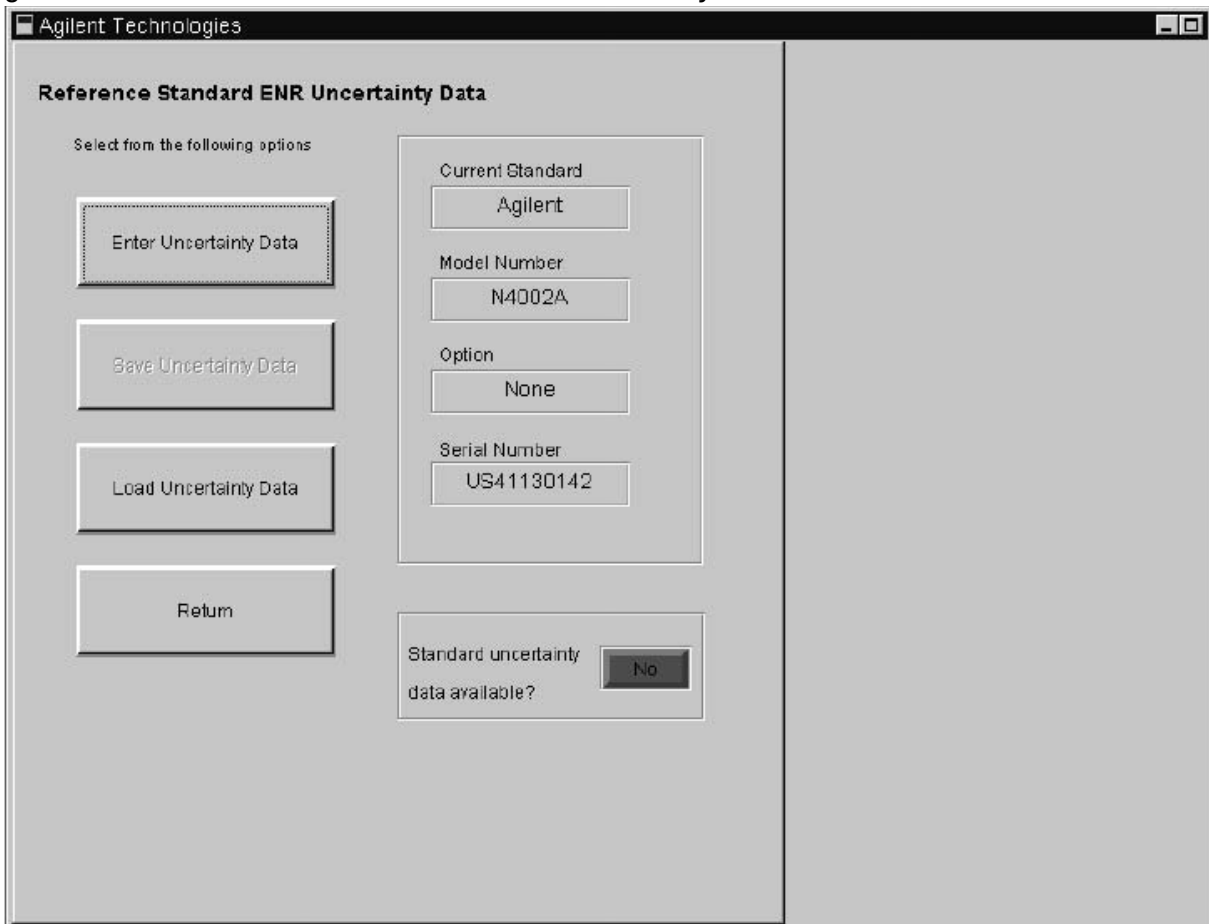 Agilent Technologies
Reference Standard ENR Uncertainty Data
Select from the following options
Enter Uncertainty Data
Save Uncertainty Data
Load Uncertainty Data
Return
Current Standard
Agilent
Model Number
N4002A
Option
None
Serial Number
US41130142
Standard uncertainty
data available?
No